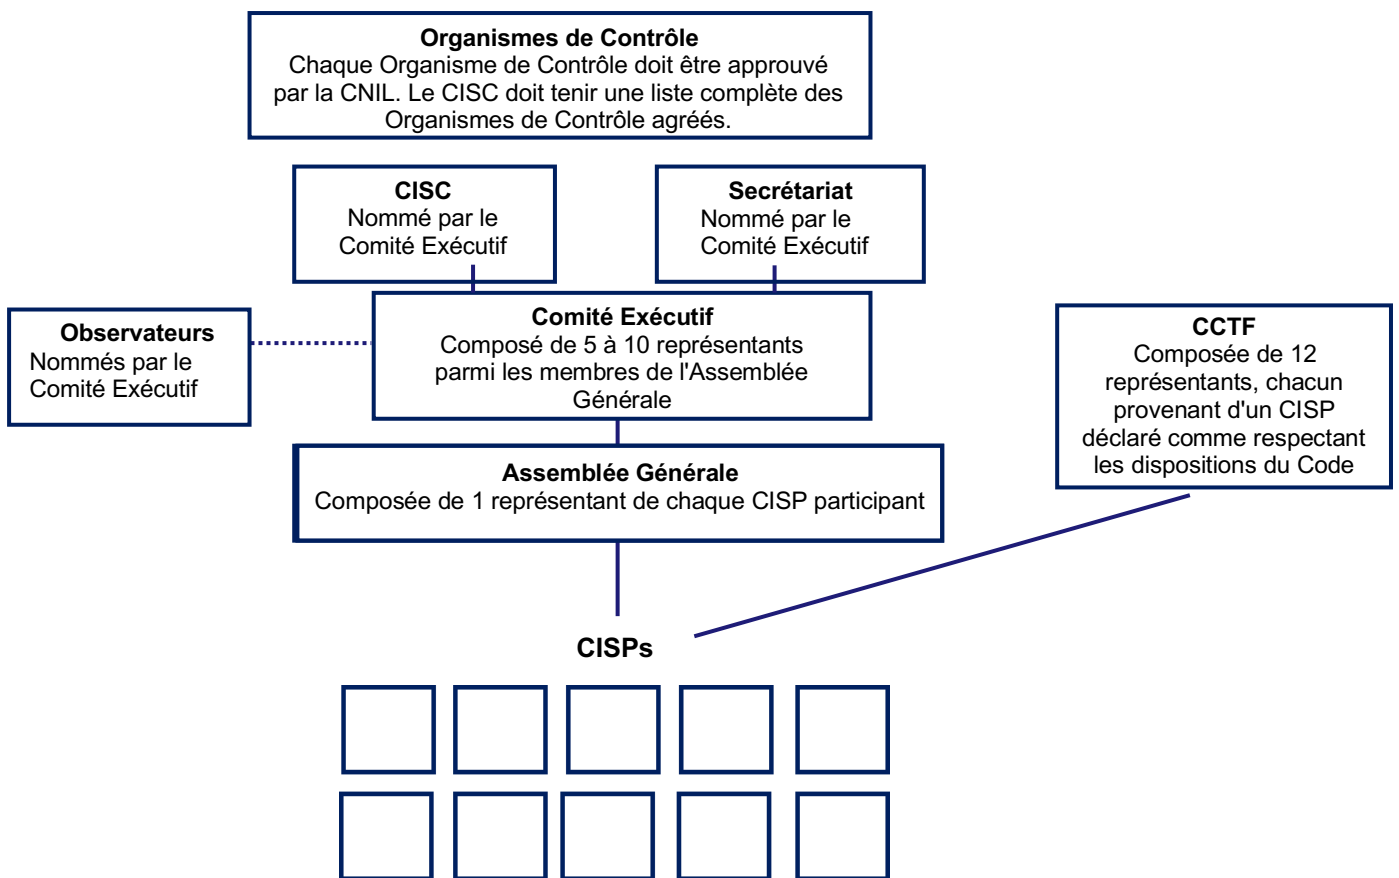 Organismes de Contrôle
Chaque Organisme de Contrôle doit être approuvé
par la CNIL. Le CISC doit tenir une liste complète des
Organismes de Contrôle agréés.
CISC
Nommé par le
Comité Exécutif
Secrétariat
Nommé par le
Comité Exécutif
Observateurs
Nommés par le
Comité Exécutif
Comité Exécutif
Composé de 5 à 10 représentants
parmi les membres de l'Assemblée
Générale
CCTF
Composée de 12
représentants, chacun
provenant d'un CISP
déclaré comme respectant
les dispositions du Code
Assemblée Générale
Composée de 1 représentant de chaque CISP participant
CISPs